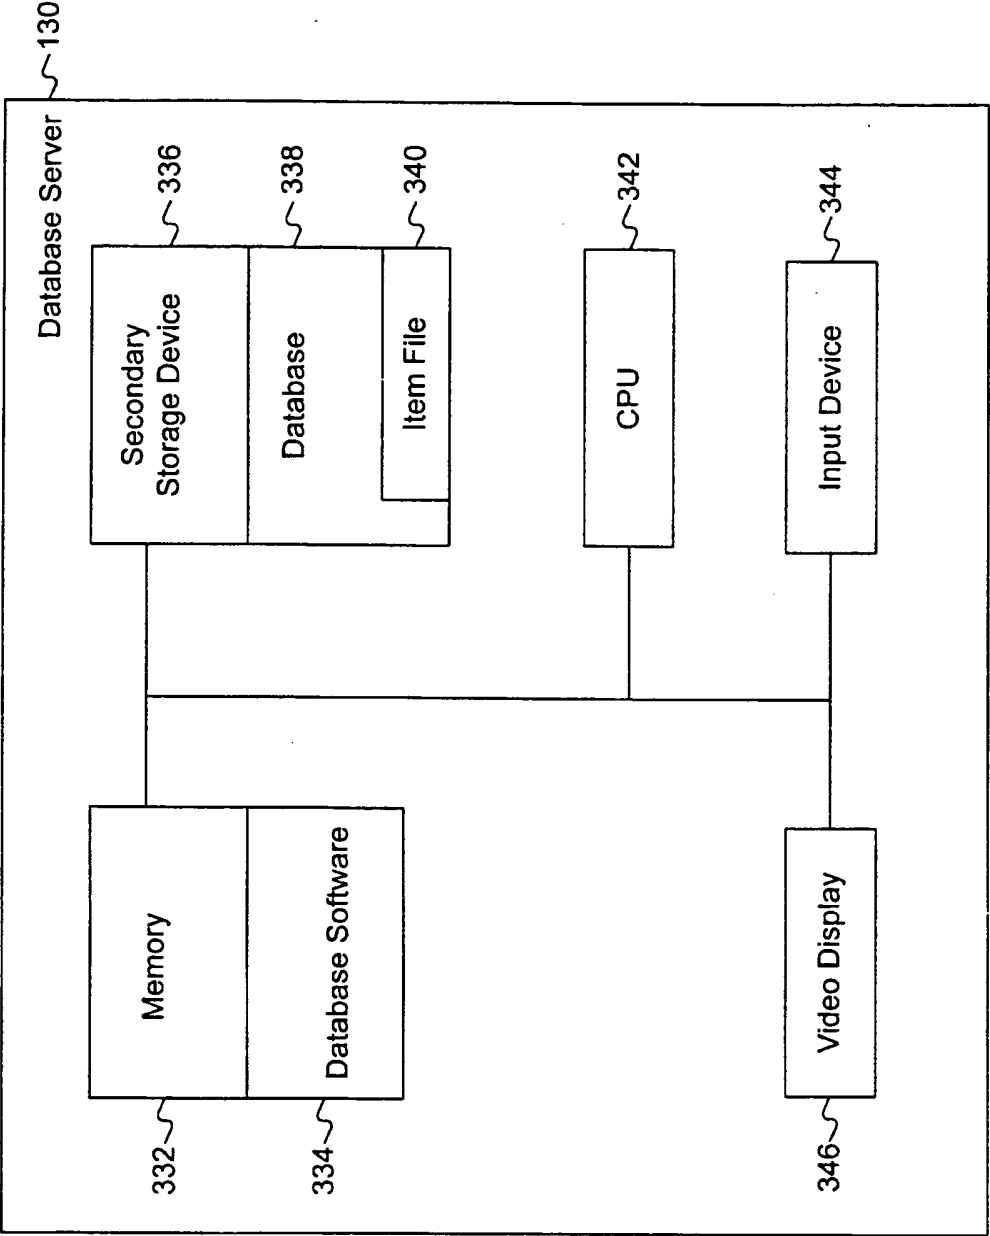 Database Server
130
332
Memory
334
Database Software
Secondary
Storage Device
336
Database
338
Item File
340
CPU
342
346
Video Display
Input Device
344